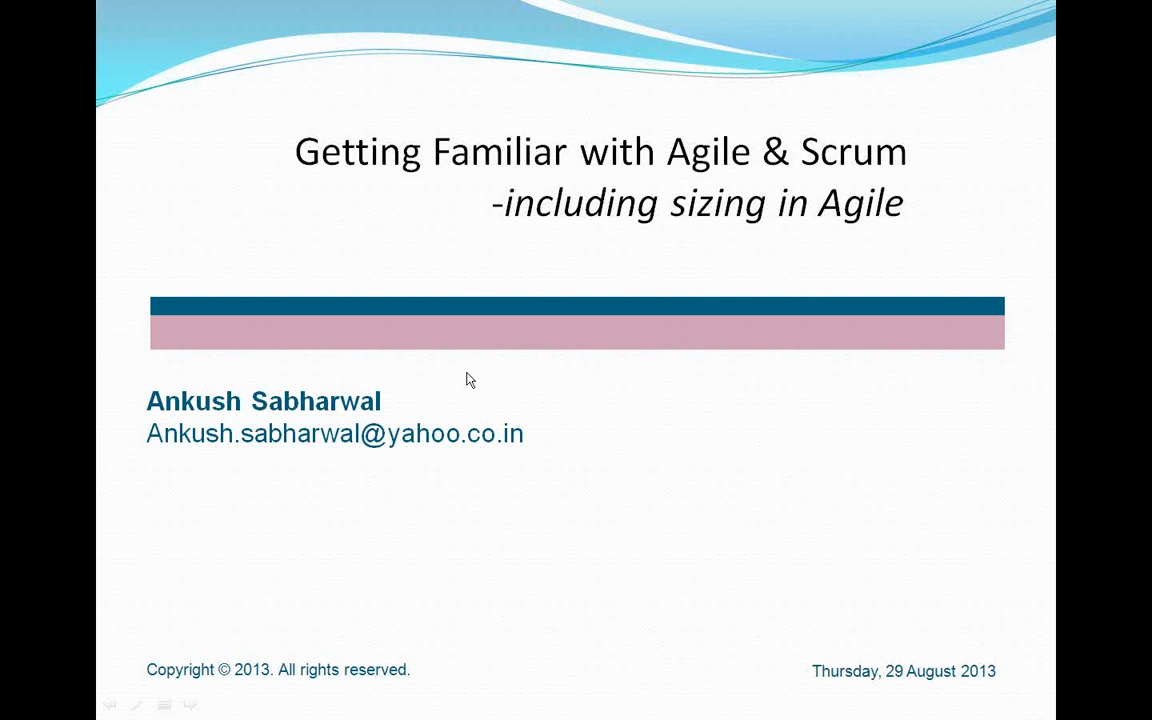 Getting Familiar with Agile & Scrum
-including sizing in Agile
Ankush Sabharwal
Ankush.sabharwal@yahoo.co.in
Copyright © 2013. All rights reserved.
Thursday, 29 August 2013